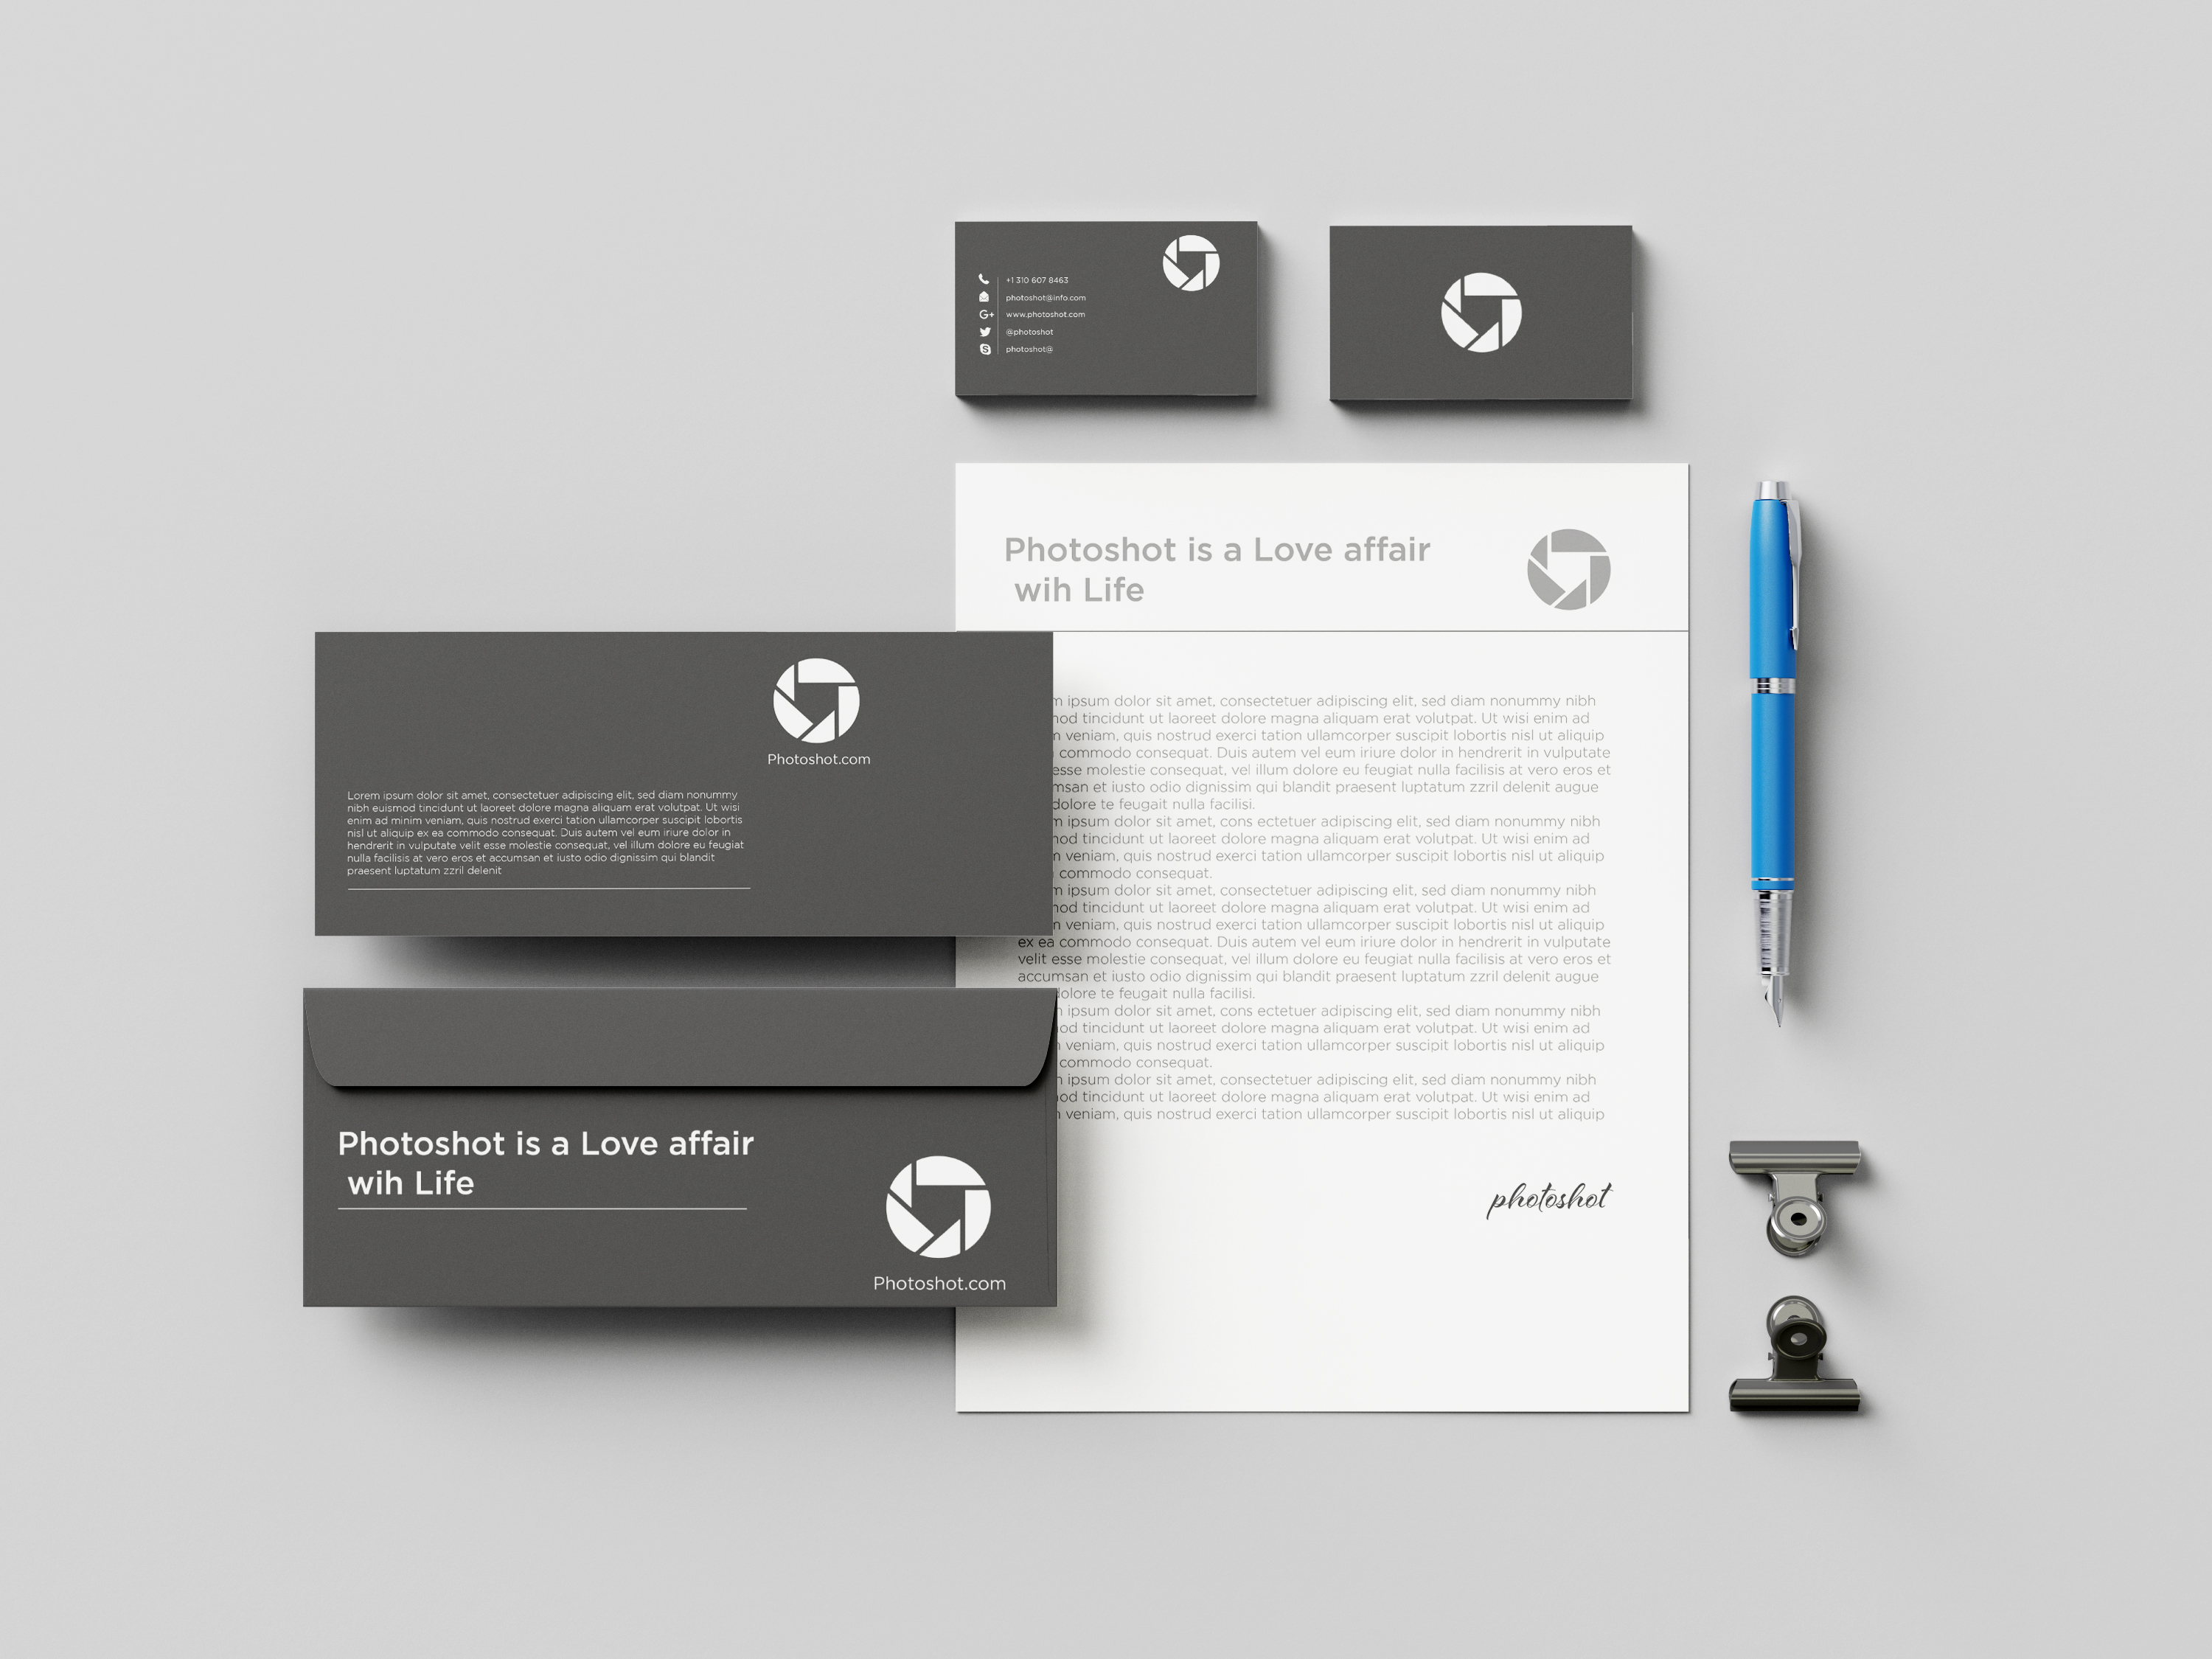 +1 310 607 8463
photoshot@info.com
G+ www.photoshot.com
@photoshot
photoshot@
Photoshot is a Love affair
wih Life
ipsum dolor sit amet, consectetuer adipiscing elit, sed diam nonummy nibh
tincidunt ut laoreet dolore magna aliquam erat volutpat. Ut wisi enim ad
veniam, quis nostrud exerci tation ullamcorper suscipit lobortis nisl ut aliquip
commodo consequat. Duis autem vel eum iriure dolor in hendrerit in vulputate
esse molestie consequat, vel illum dolore eu feugiat nulla facilisis at vero eros et
et iusto odio dignissim qui blandit praesent luptatum zzril delenit augue
dolore te feugait nulla facilisi.
ipsum dolor sit amet, cons ectetuer adipiscing elit, sed diam nonummy nibh
tincidunt ut laoreet dolore magna aliquam erat volutpat. Ut wisi enim ad
veniam, quis nostrud exerci tation ullamcorper suscipit lobortis nisl ut aliquip
commodo consequat.
ipsum dolor sit amet, consectetuer adipiscing elit, sed diam nonummy nibh
tincidunt ut laoreet dolore magna aliquam erat volutpat. Ut wisi enim ad
veniam, quis nostrud exerci tation ullamcorper suscipit lobortis nisl ut aliquip
ex ea commodo consequat. Duis autem vel eum iriure dolor in hendrerit in vulputate
velit esse molestie consequat, vel illum dolore eu feugiat nulla facilisis at vero eros et
accumsan et iusto odio dignissim qui blandit praesent luptatum zzril delenit augue
dolore te feugait nulla facilisi.
ipsum dolor sit amet, cons ectetuer adipiscing elit, sed diam nonummy nibh
tincidunt ut laoreet dolore magna aliquam erat volutpat. Ut wisi enim ad
veniam, quis nostrud exerci tation ullamcorper suscipit lobortis nisl ut aliquip
commodo consequat.
ipsum dolor sit amet, consectetuer adipiscing elit, sed diam nonummy nibh
tincidunt ut laoreet dolore magna aliquam erat volutpat. Ut wisi enim ad
veniam, quis nostrud exerci tation ullamcorper suscipit lobortis nisl ut aliquip
photoshot
Photoshot.com
Lorem ipsum dolor sit amet, consectetuer adipiscing elit, sed diam nonummy
nibh euismod tincidunt ut laoreet dolore magna aliquam erat volutpat. Ut wisi
enim ad minim veniam, quis nostrud exerci tation ullamcorper suscipit lobortis
nisl ut aliquip ex ea commodo consequat. Duis autem vel eum iriure dolor in
hendrerit in vulputate velit esse molestie consequat, vel illum dolore eu feugiat
nulla facilisis at vero eros et accumsan et iusto odio dignissim qui blandit
praesent luptatum zzril delenit
Photoshot is a Love affair
wih Life
Photoshot.com